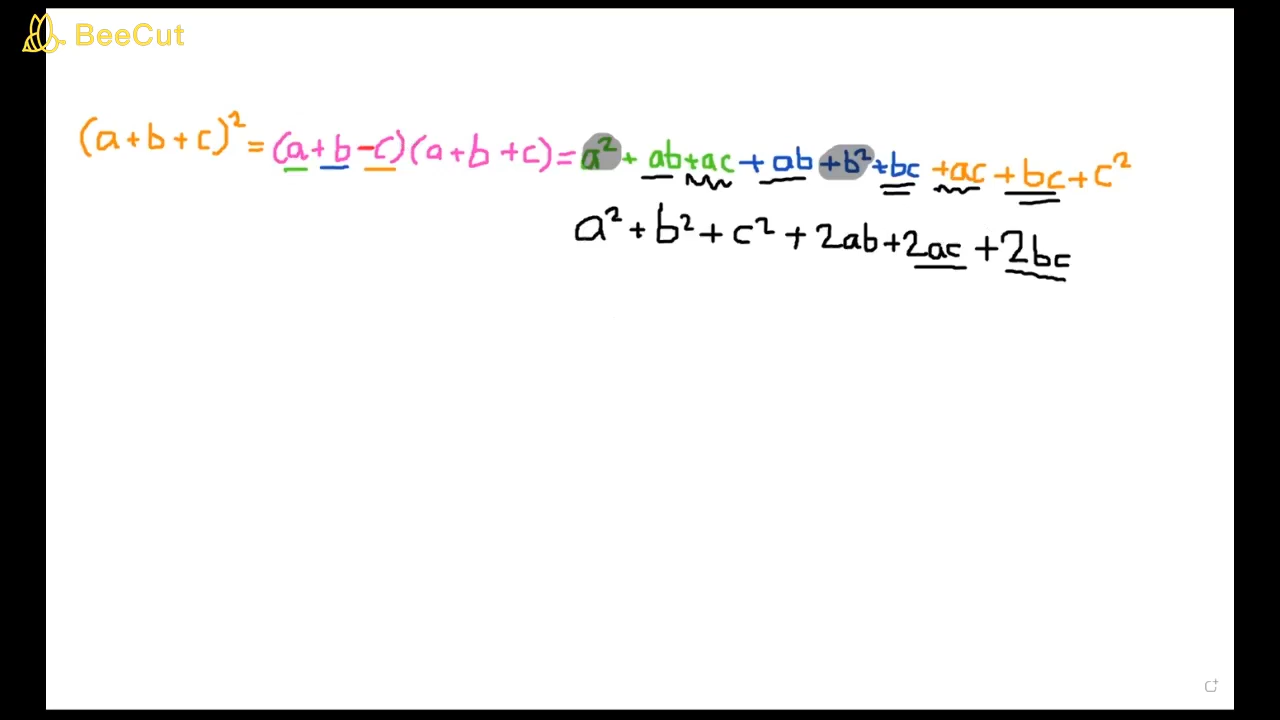 BeeCut
(a+b+c)² = (a+b-c)(a+b+c) = a² + ab+ac + ab +b² +bc +ac +bc+c²
a² + b² + c² + 2ab+2ac +2bc